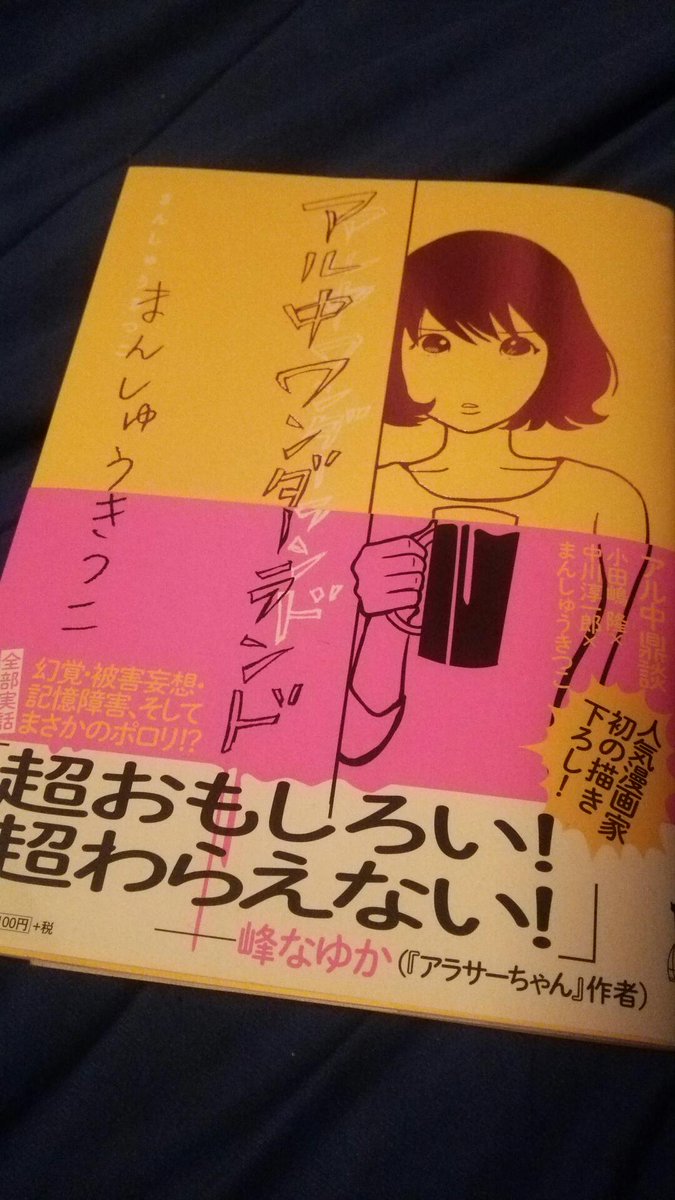 アル中ワンダーランド
まんしゅうきつこ
アル中鼎談
小田嶋 隆×
中川淳一郎×
まんしゅうきつこ
人気漫画家
初の描き
下ろし!
全部実話
幻覚・被害妄想・
記憶障害、そして
まさかのポロリ!?
「超おもしろい!
超わらえない!」
——峰なゆか(『アラサーちゃん』作者)
100円+税